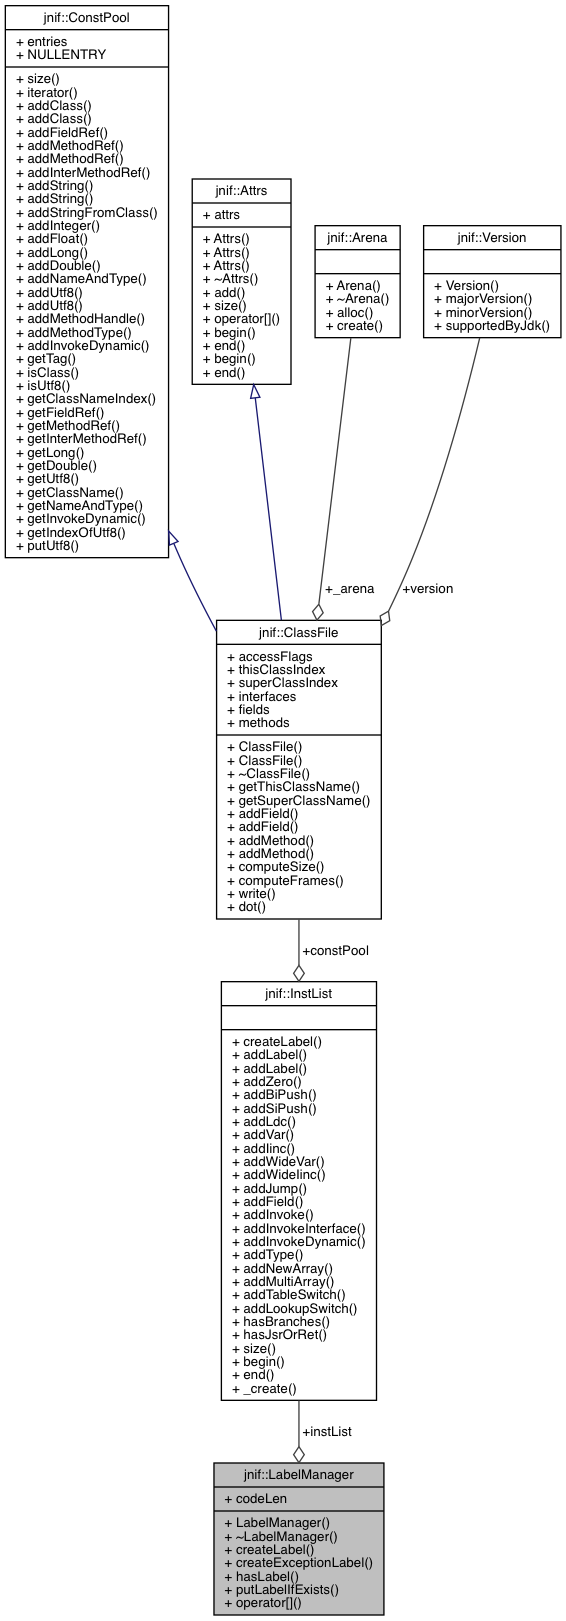 jnif::ConstPool
+ entries
+ NULLENTRY
+ size()
+ iterator()
+ addClass()
+ addClass()
+ addFieldRef()
+ addMethodRef()
+ addMethodRef()
+ addInterMethodRef()
+ addString()
+ addString()
+ addStringFromClass()
+ addInteger()
+ addFloat()
+ addLong()
+ addDouble()
+ addNameAndType()
+ addUtf8()
+ addUtf8()
+ addMethodHandle()
+ addMethodType()
+ addInvokeDynamic()
+ getTag()
+ isClass()
+ isUtf8()
+ getClassNameIndex()
+ getFieldRef()
+ getMethodRef()
+ getInterMethodRef()
+ getLong()
+ getDouble()
+ getUtf8()
+ getClassName()
+ getNameAndType()
+ getInvokeDynamic()
+ getIndexOfUtf8()
+ putUtf8()
jnif::Attrs
+ attrs
+ Attrs()
+ Attrs()
+ Attrs()
+ ~Attrs()
+ add()
+ size()
+ operator[]()
+ begin()
+ end()
+ begin()
+ end()
jnif::Arena
+ Arena()
+ ~Arena()
+ alloc()
+ create()
jnif::Version
+ Version()
+ majorVersion()
+ minorVersion()
+ supportedByJdk()
+_arena
+version
jnif::ClassFile
+ accessFlags
+ thisClassIndex
+ superClassIndex
+ interfaces
+ fields
+ methods
+ ClassFile()
+ ClassFile()
+ ~ClassFile()
+ getThisClassName()
+ getSuperClassName()
+ addField()
+ addField()
+ addMethod()
+ addMethod()
+ computeSize()
+ computeFrames()
+ write()
+ dot()
+constPool
jnif::InstList
+ createLabel()
+ addLabel()
+ addLabel()
+ addZero()
+ addBiPush()
+ addSiPush()
+ addLdc()
+ addVar()
+ addIinc()
+ addWideVar()
+ addWideIinc()
+ addJump()
+ addField()
+ addInvoke()
+ addInvokeInterface()
+ addInvokeDynamic()
+ addType()
+ addNewArray()
+ addMultiArray()
+ addTableSwitch()
+ addLookupSwitch()
+ hasBranches()
+ hasJsrOrRet()
+ size()
+ begin()
+ end()
+ _create()
+instList
jnif::LabelManager
+ codeLen
+ LabelManager()
+ ~LabelManager()
+ createLabel()
+ createExceptionLabel()
+ hasLabel()
+ putLabelIfExists()
+ operator[]()